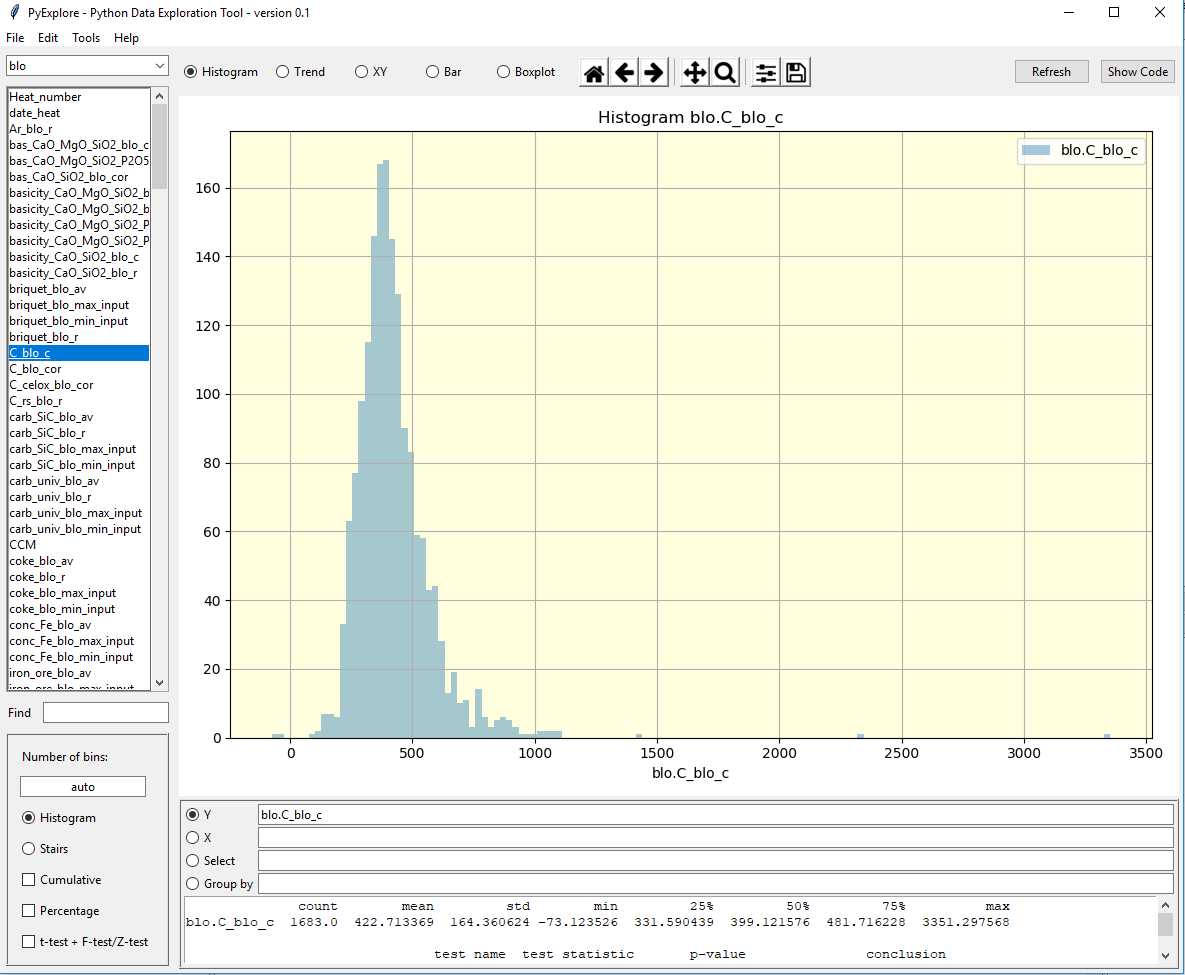 PyExplore - Python Data Exploration Tool - version 0.1
File Edit Tools Help
blo
Histogram Trend XY Bar Boxplot Refresh Show Code
Heat_number
date_heat
Ar_blo_r
bas_CaO_MgO_SiO2_blo_c
bas_CaO_MgO_SiO2_P2O5
bas_CaO_SiO2_blo_cor
basicity_CaO_MgO_SiO2_b
basicity_CaO_MgO_SiO2_b
basicity_CaO_MgO_SiO2_P
basicity_CaO_MgO_SiO2_P
basicity_CaO_SiO2_blo_c
basicity_CaO_SiO2_blo_r
briquet_blo_av
briquet_blo_max_input
briquet_blo_min_input
briquet_blo_r
C_blo_c
C_blo_cor
C_celox_blo_cor
C_rs_blo_r
carb_SiC_blo_av
carb_SiC_blo_r
carb_SiC_blo_max_input
carb_SiC_blo_min_input
carb_univ_blo_av
carb_univ_blo_r
carb_univ_blo_max_input
carb_univ_blo_min_input
CCM
coke_blo_av
coke_blo_r
coke_blo_max_input
coke_blo_min_input
conc_Fe_blo_av
conc_Fe_blo_max_input
conc_Fe_blo_min_input
iron_ore_blo_av
iron_ore_blo_max_input
Find
Number of bins:
auto
Histogram
Stairs
Cumulative
Percentage
t-test + F-test/Z-test
Histogram blo.C_blo_c
blo.C_blo_c
160
140
120
100
80
60
40
20
0
0 500 1000 1500 2000 2500 3000 3500
blo.C_blo_c
Y blo.C_blo_c
X
Select
Group by
count mean std min 25% 50% 75% max
blo.C_blo_c 1683.0 422.713369 164.360624 -73.123526 331.590439 399.121576 481.716228 3351.297568
test name test statistic p-value conclusion